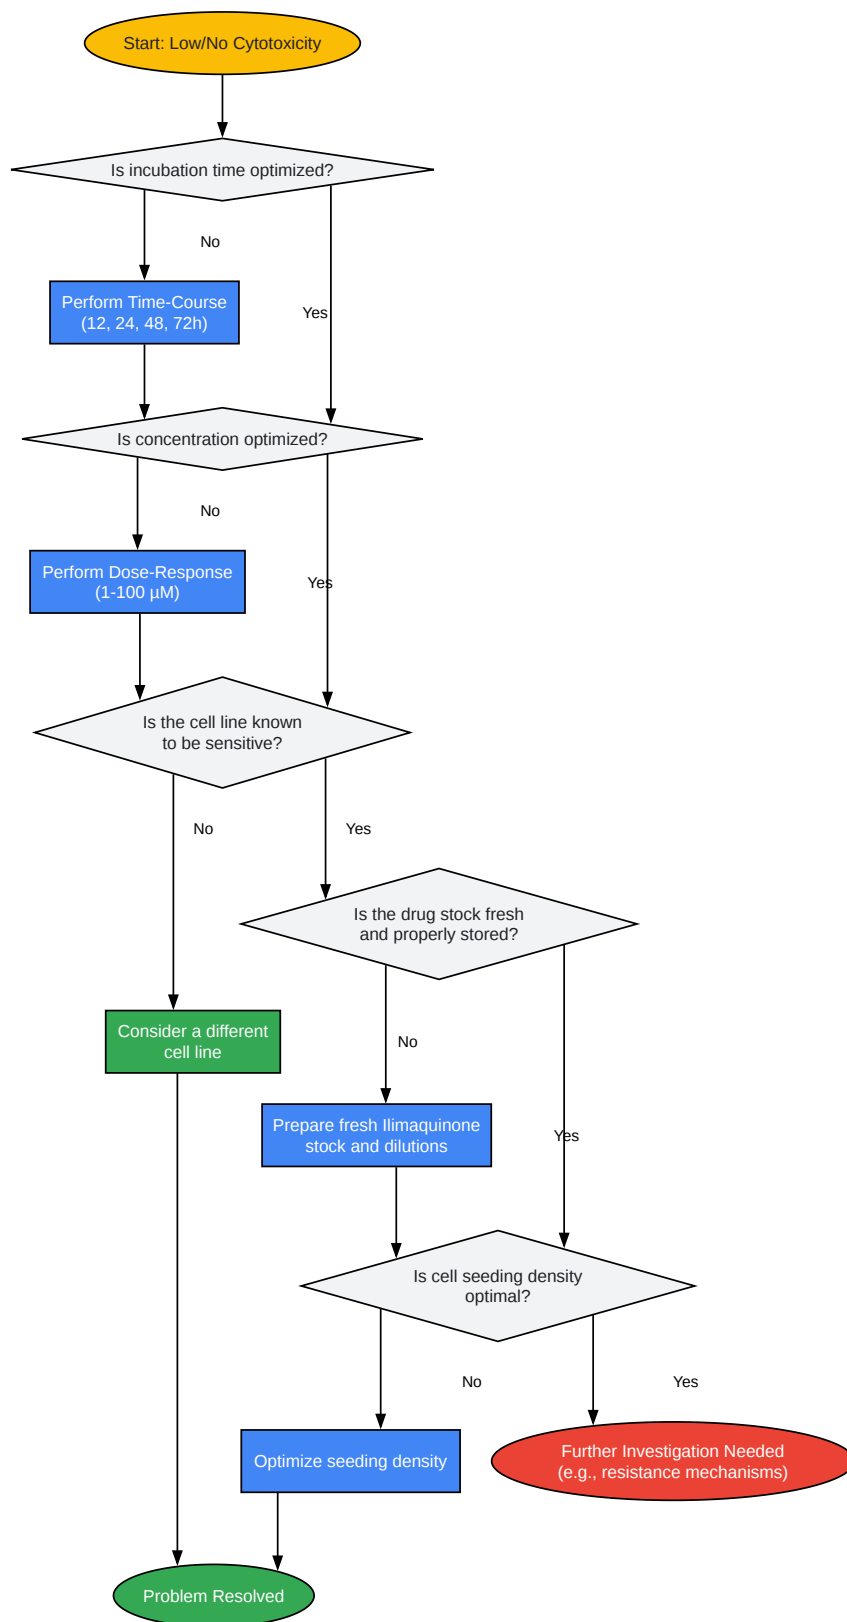 Start: Low/No Cytotoxicity
Is incubation time optimized?
No
Perform Time-Course
(12, 24, 48, 72h)
Yes
Is concentration optimized?
No
Perform Dose-Response
(1-100 µM)
Yes
Is the cell line known
to be sensitive?
No
Yes
Is the drug stock fresh
and properly stored?
Consider a different
cell line
No
Prepare fresh Ilimaquinone
stock and dilutions
Yes
Is cell seeding density
optimal?
No
Yes
Optimize seeding density
Further Investigation Needed
(e.g., resistance mechanisms)
Problem Resolved